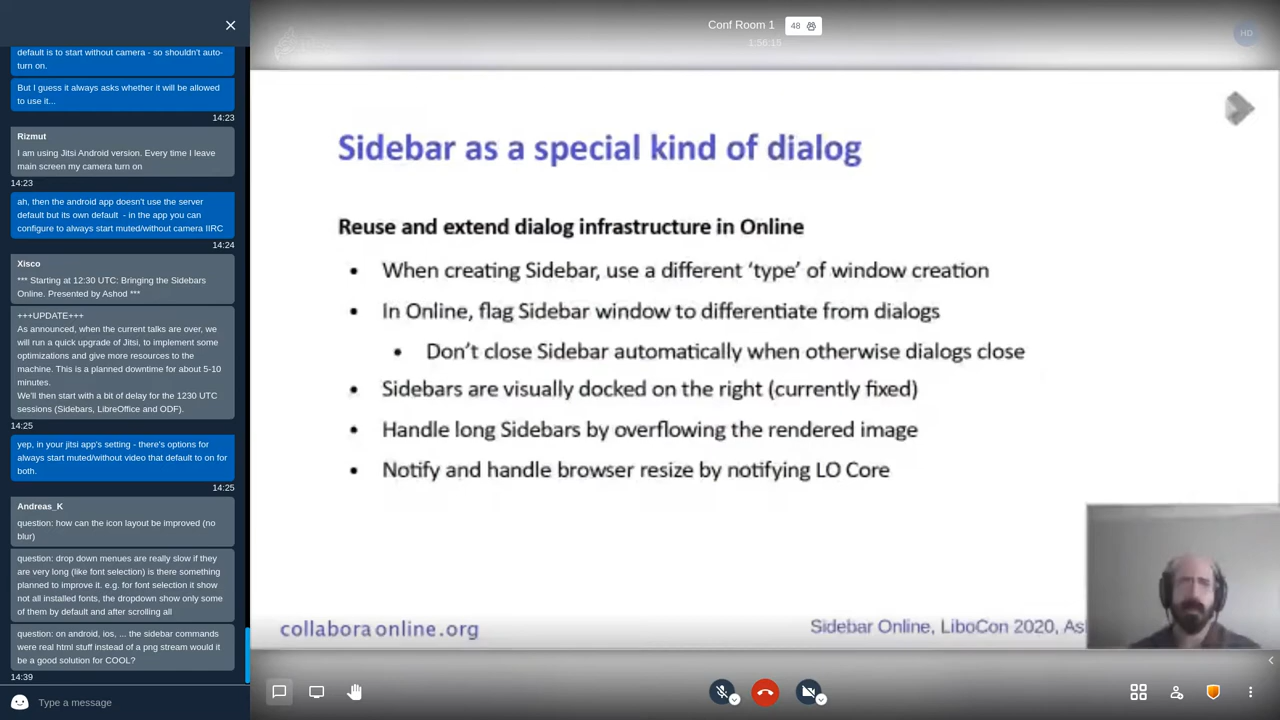 default is to start without camera - so shouldn't auto-
turn on.
But I guess it always asks whether it will be allowed
to use it...
14:23
Rizmut
I am using Jitsi Android version. Every time I leave
main screen my camera turn on
14:23
ah, then the android app doesn't use the server
default but its own default - in the app you can
configure to always start muted/without camera IIRC
14:24
Xisco
*** Starting at 12:30 UTC: Bringing the Sidebars
Online. Presented by Ashod ***
+++UPDATE+++
As announced, when the current talks are over, we
will run a quick upgrade of Jitsi, to implement some
optimizations and give more resources to the
machine. This is a planned downtime for about 5-10
minutes.
We'll then start with a bit of delay for the 1230 UTC
sessions (Sidebars, LibreOffice and ODF).
14:25
yep, in your jitsi app's setting - there's options for
always start muted/without video that default to on for
both.
14:25
Andreas_K
question: how can the icon layout be improved (no
blur)
question: drop down menues are really slow if they
are very long (like font selection) is there something
planned to improve it. e.g. for font selection it show
not all installed fonts, the dropdown show only some
of them by default and after scrolling all
question: on android, ios, ... the sidebar commands
were real html stuff instead of a png stream would it
be a good solution for COOL?
14:39
Type a message
Conf Room 1
48
1:56:15
HD
Sidebar as a special kind of dialog
Reuse and extend dialog infrastructure in Online
• When creating Sidebar, use a different ‘type’ of window creation
• In Online, flag Sidebar window to differentiate from dialogs
• Don’t close Sidebar automatically when otherwise dialogs close
• Sidebars are visually docked on the right (currently fixed)
• Handle long Sidebars by overflowing the rendered image
• Notify and handle browser resize by notifying LO Core
collaboraonline.org
Sidebar Online, LiboCon 2020, As